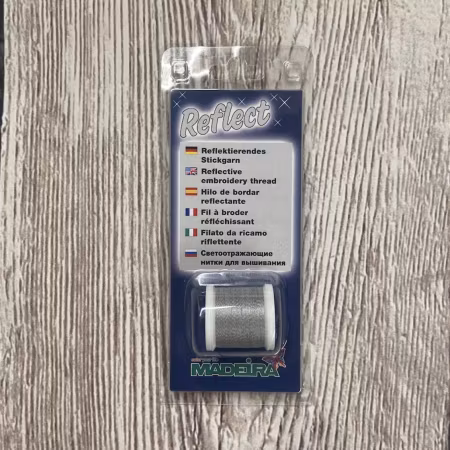 Reflect
Reflektierendes
Stickgarn
Reflective
embroidery thread
Hilo de bordar
reflectante
Fil à broder
réfléchissant
Filato da ricamo
riflettente
Светоотражающие
нитки для вышивания
MADEIRA